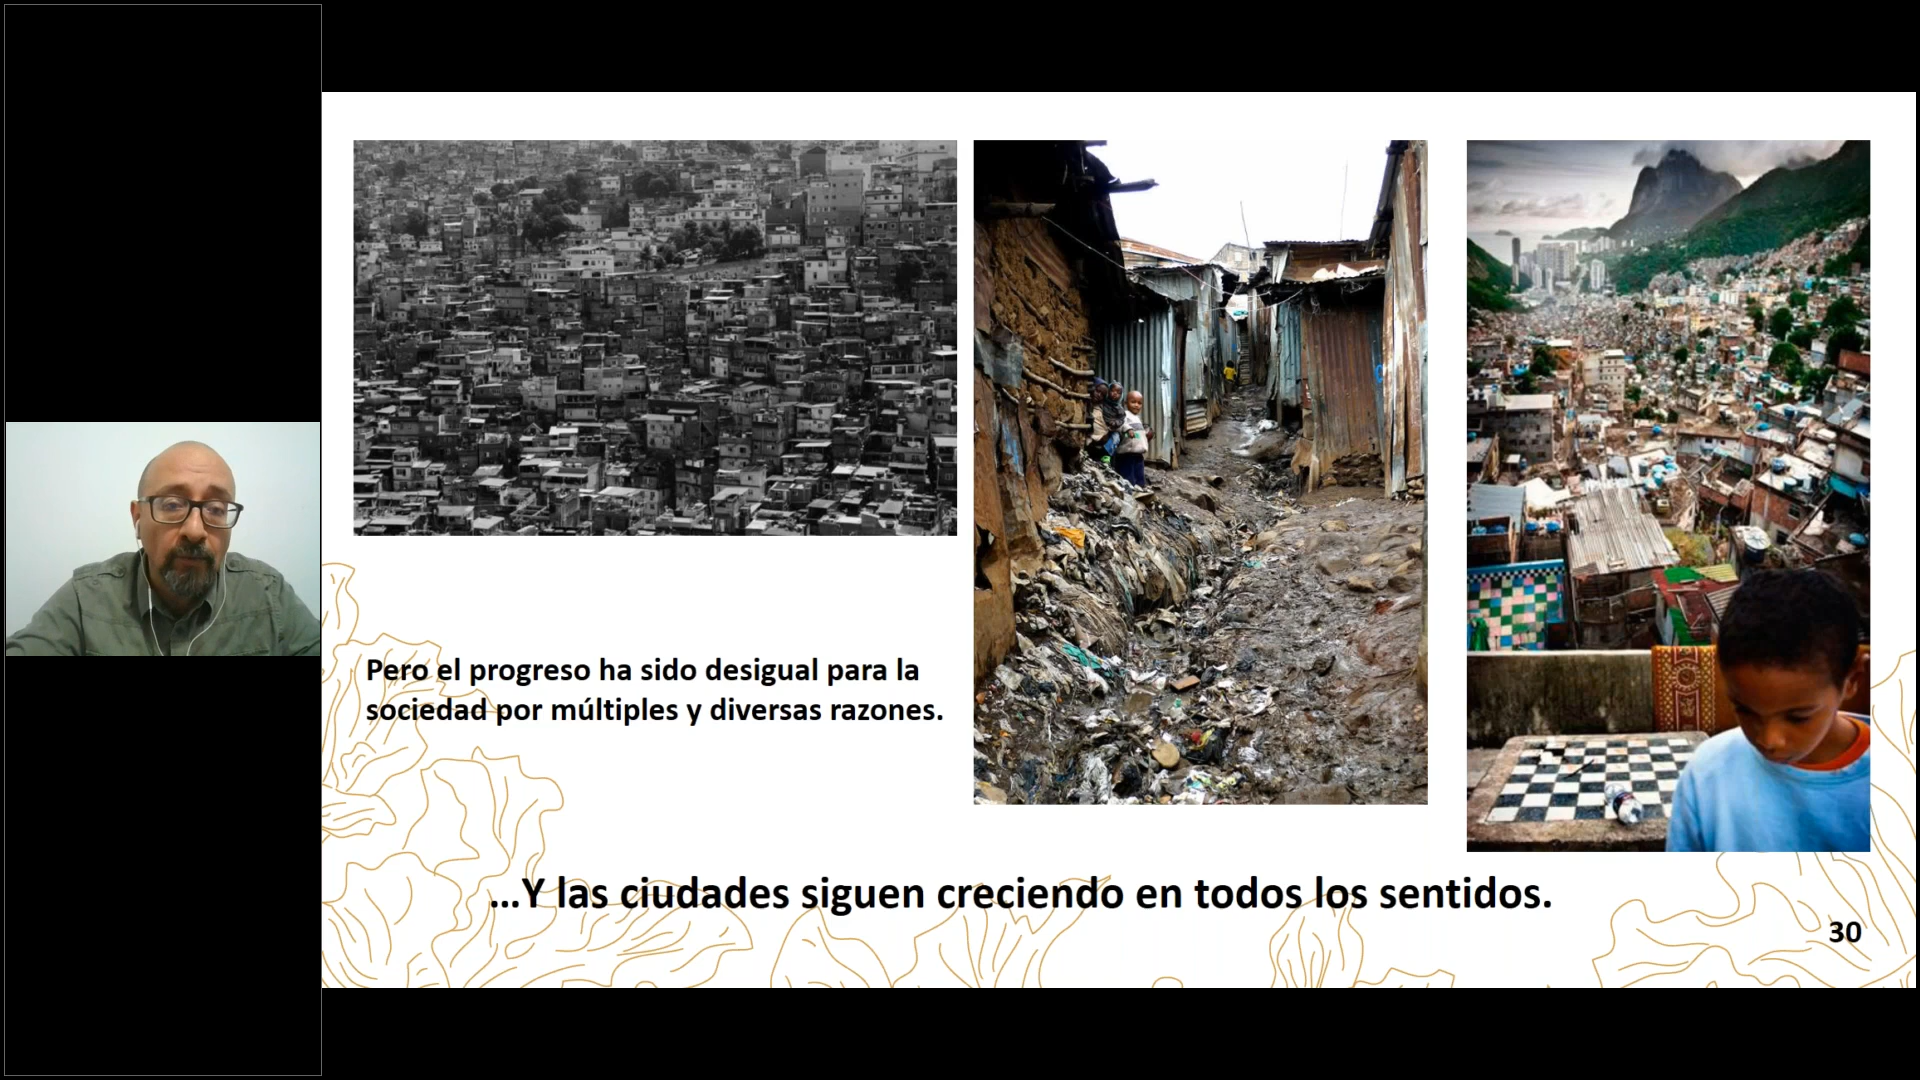 Pero el progreso ha sido desigual para la
sociedad por múltiples y diversas razones.
...Y las ciudades siguen creciendo en todos los sentidos.
30